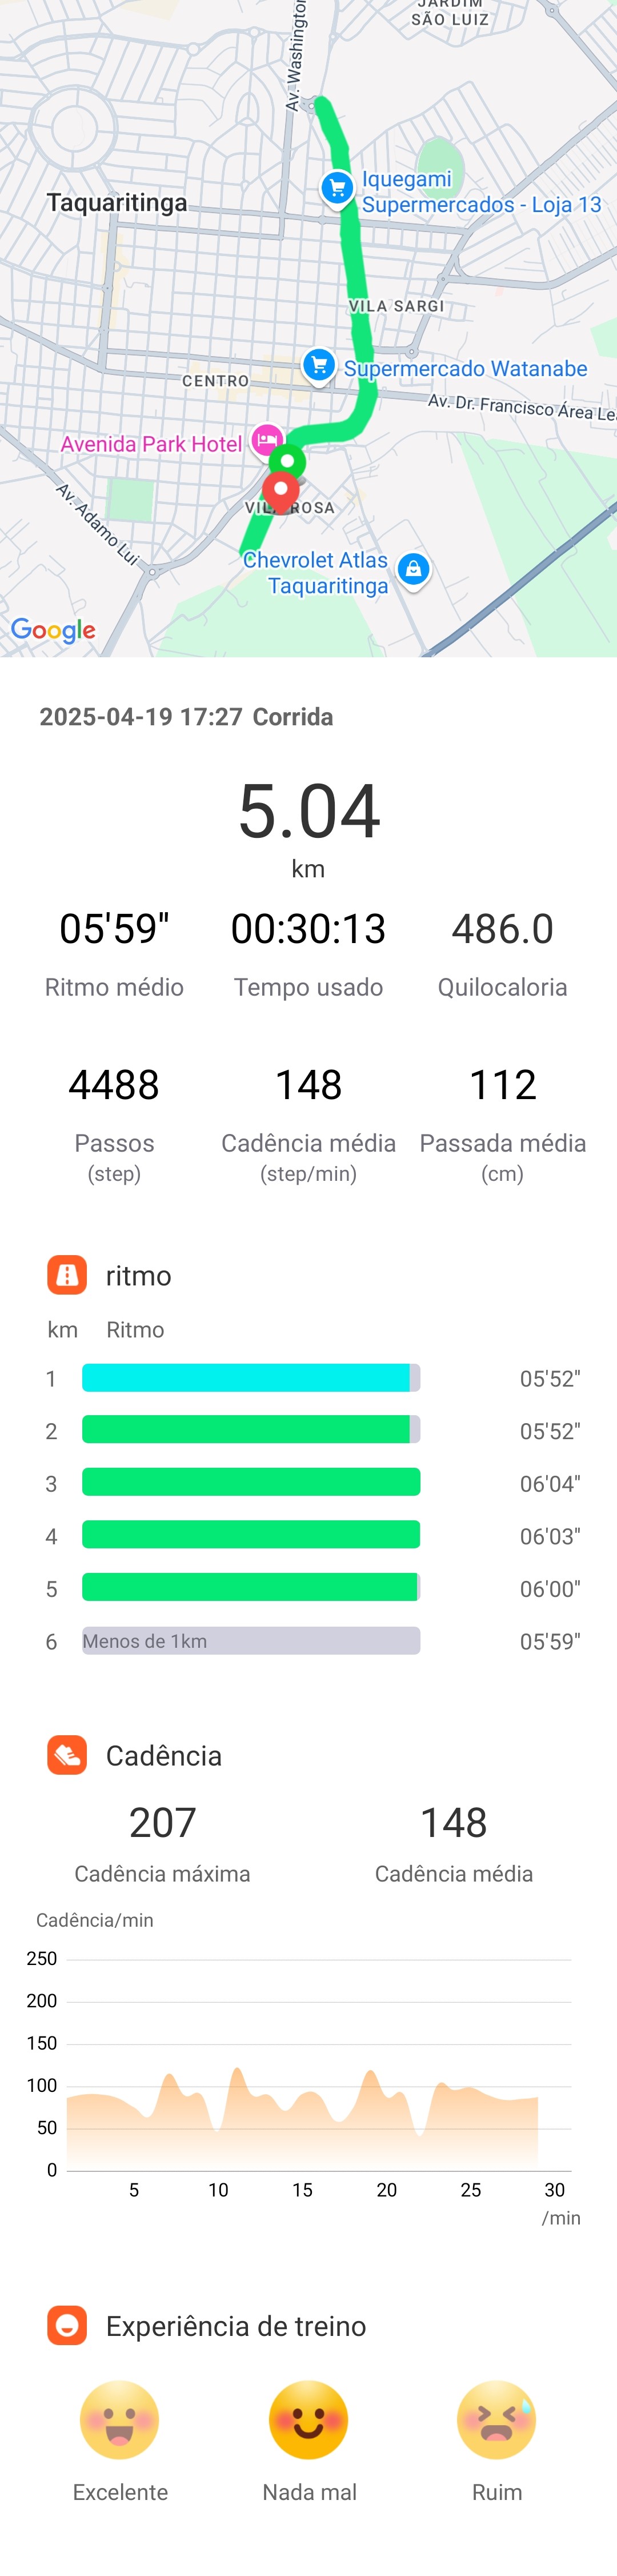 JARDIM
SÃO LUIZ
Av. Washington
Iquegami
Supermercados - Loja 13
Taquaritinga
VILA SARGI
Supermercado Watanabe
CENTRO
Av. Dr. Francisco Área Le
Avenida Park Hotel
VILA ROSA
Av. Adamo Lui
Chevrolet Atlas
Taquaritinga
Google
2025-04-19 17:27 Corrida
5.04
km
05'59" 00:30:13 486.0
Ritmo médio Tempo usado Quilocaloria
4488 148 112
Passos Cadência média Passada média
(step) (step/min) (cm)
ritmo
km Ritmo
1 05'52"
2 05'52"
3 06'04"
4 06'03"
5 06'00"
6 Menos de 1km 05'59"
Cadência
207 148
Cadência máxima Cadência média
Cadência/min
250
200
150
100
50
0
5 10 15 20 25 30
/min
Experiência de treino
Excelente Nada mal Ruim